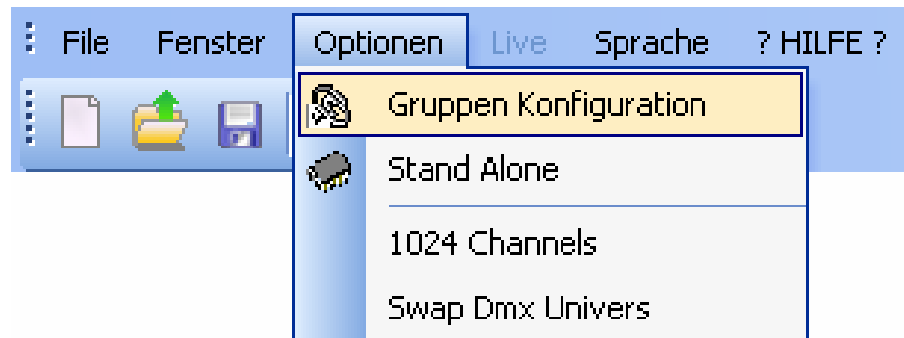 File Fenster Optionen Live Sprache ? HILFE ?
Gruppen Konfiguration
Stand Alone
1024 Channels
Swap Dmx Univers